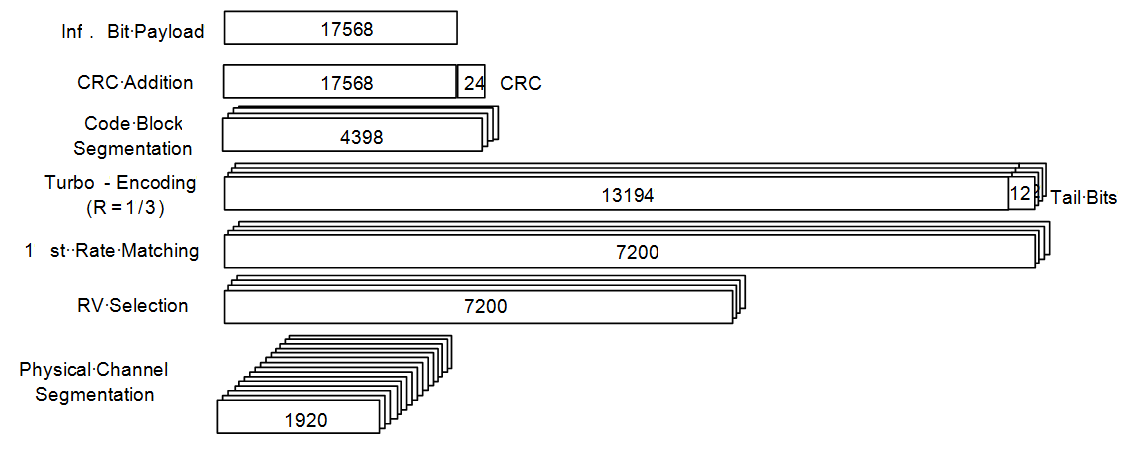 Inf . Bit·Payload
17568
CRC·Addition
17568
24
CRC
Code·Block
Segmentation
4398
Turbo - Encoding
(R=1/3)
13194
12
Tail·Bits
1 st··Rate·Matching
7200
RV·Selection
7200
Physical·Channel
Segmentation
1920